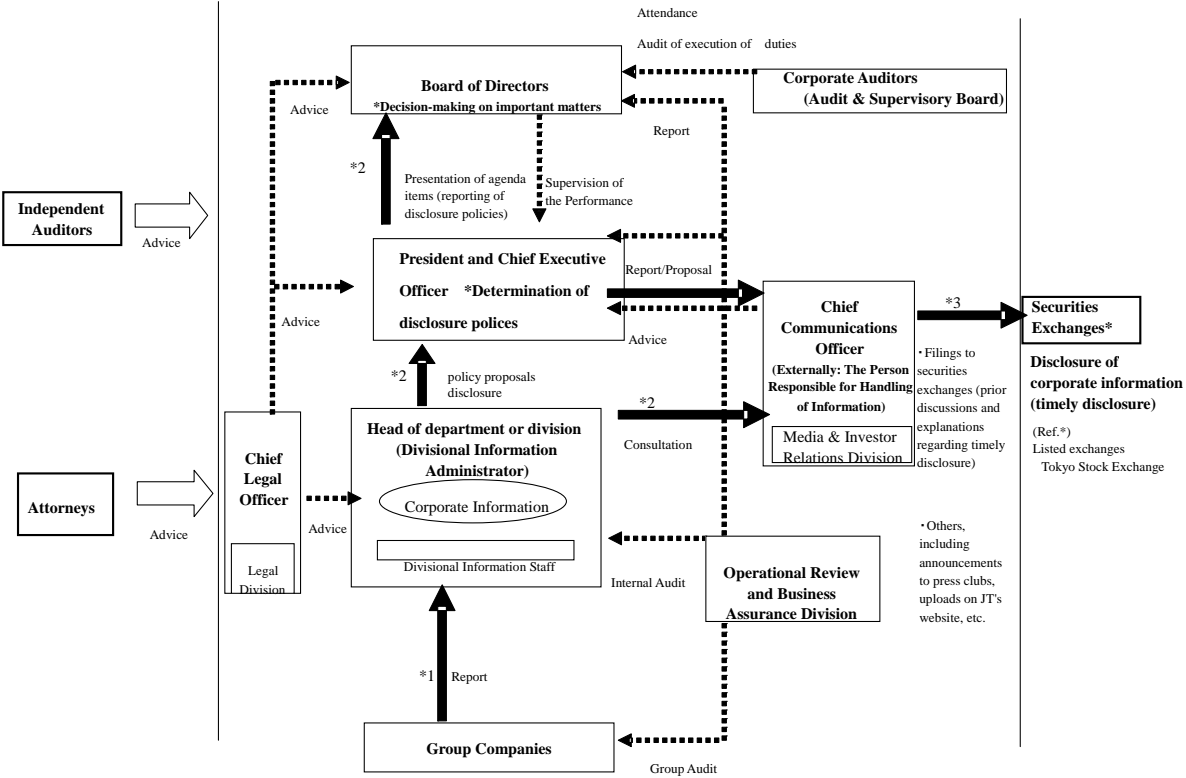 Attendance
Audit of execution of duties
Board of Directors
*Decision-making on important matters
Corporate Auditors
(Audit & Supervisory Board)
Advice
Report
*2
Presentation of agenda
items (reporting of
disclosure policies)
Supervision of
the Performance
Independent
Auditors
Advice
President and Chief Executive
Officer *Determination of
disclosure polices
Report/Proposal
Advice
Advice
Chief
Communications
Officer
(Externally: The Person
Responsible for Handling
of Information)
Media & Investor
Relations Division
*3
Securities
Exchanges*
・Filings to
securities
exchanges (prior
discussions and
explanations
regarding timely
disclosure)
Disclosure of
corporate information
(timely disclosure)
(Ref.*)
Listed exchanges
Tokyo Stock Exchange
*2
policy proposals
disclosure
*2
Consultation
Head of department or division
(Divisional Information
Administrator)
Corporate Information
Divisional Information Staff
Chief
Legal
Officer
Legal
Division
Advice
Attorneys
Advice
Internal Audit
Operational Review
and Business
Assurance Division
・Others,
including
announcements
to press clubs,
uploads on JT's
website, etc.
*1
Report
Group Companies
Group Audit